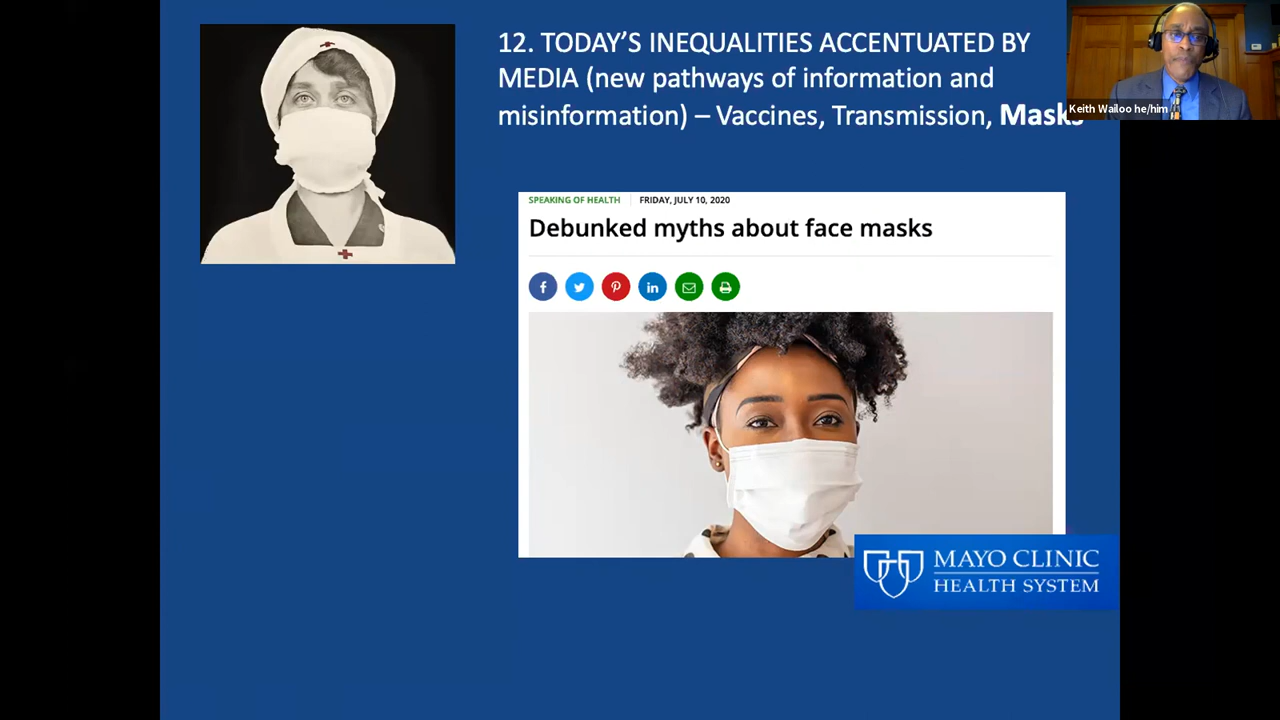 12. TODAY'S INEQUALITIES ACCENTUATED BY
MEDIA (new pathways of information and
misinformation) – Vaccines, Transmission, Masks
Keith Wailoo he/him
SPEAKING OF HEALTH | FRIDAY, JULY 10, 2020
Debunked myths about face masks
MAYO CLINIC
HEALTH SYSTEM